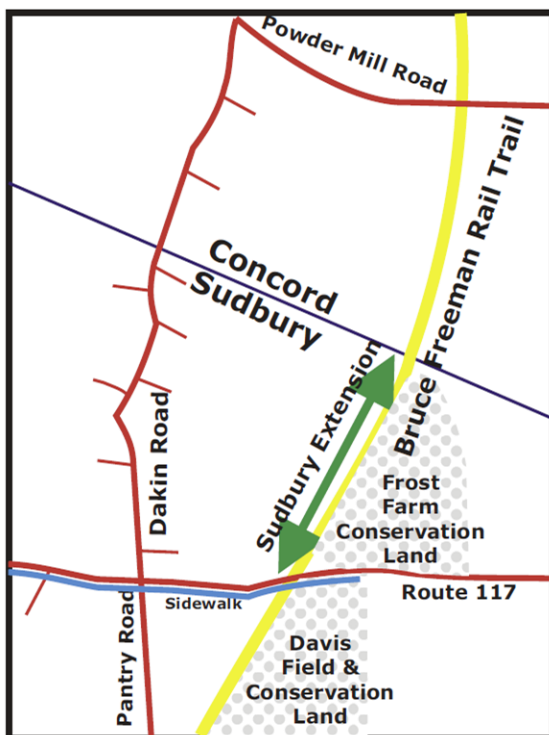 Powder Mill Road
Bruce Freeman Rail Trail
Concord
Sudbury
Sudbury Extension
Dakin Road
Frost
Farm
Conservation
Land
Route 117
Sidewalk
Pantry Road
Davis
Field &
Conservation
Land